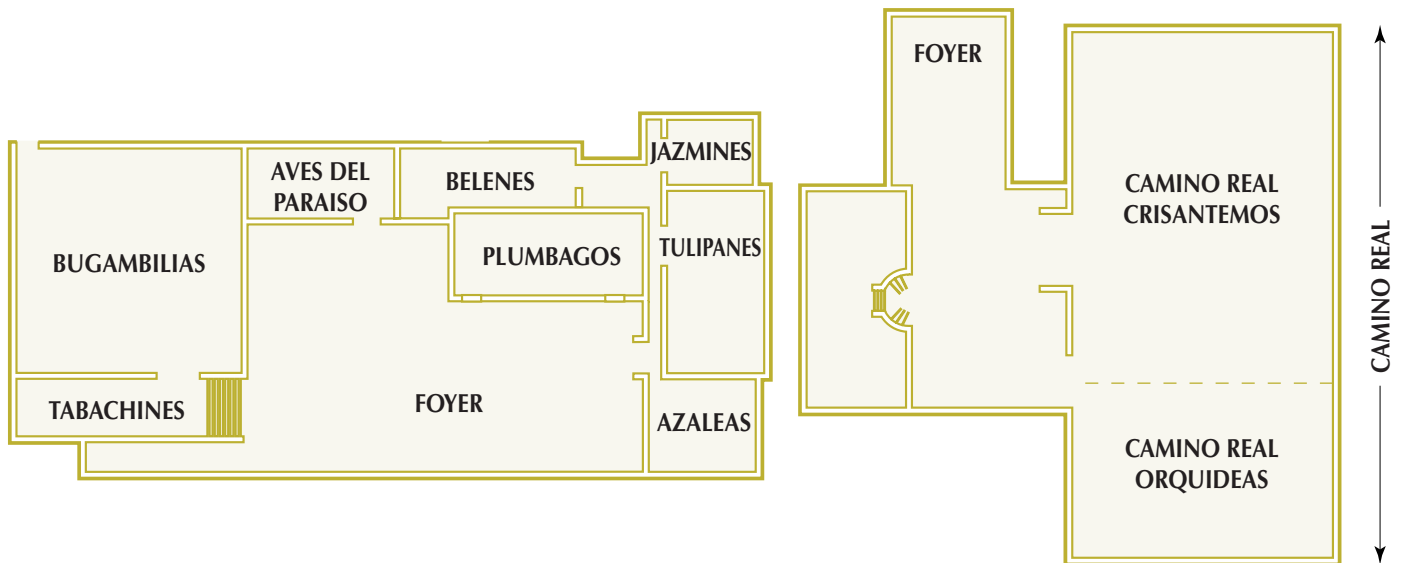 JAZMINES
AVES DEL
PARAISO
BELENES
BUGAMBILIAS
PLUMBAGOS
TULIPANES
TABACHINES
FOYER
AZALEAS
FOYER
CAMINO REAL
CRISANTEMOS
CAMINO REAL
ORQUIDEAS
CAMINO REAL